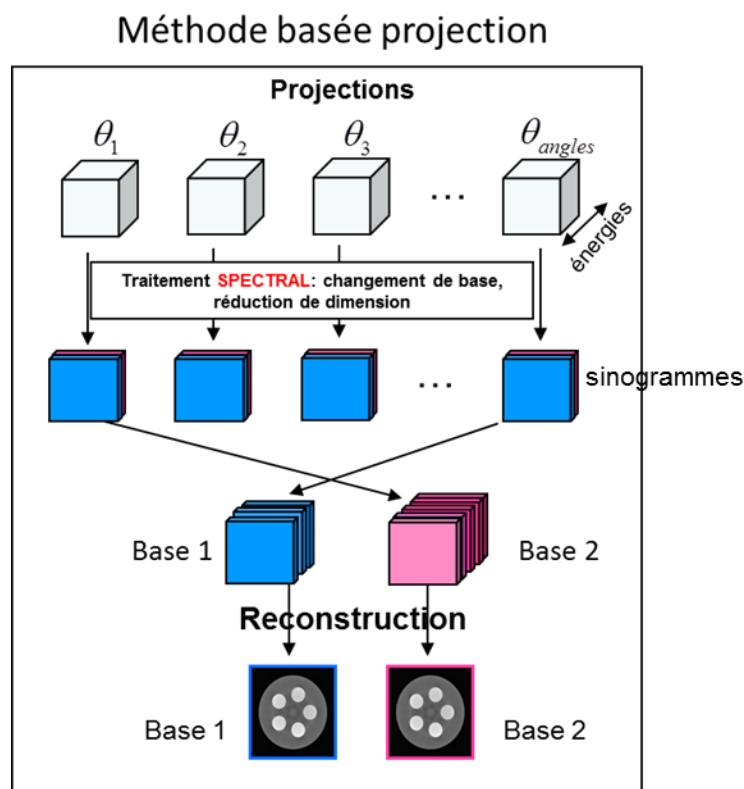 Méthode basée projection
Projections
θ1 θ2 θ3 ... θangles
énergies
Traitement SPECTRAL: changement de base,
réduction de dimension
... sinogrammes
Base 1 Base 2
Reconstruction
Base 1 Base 2